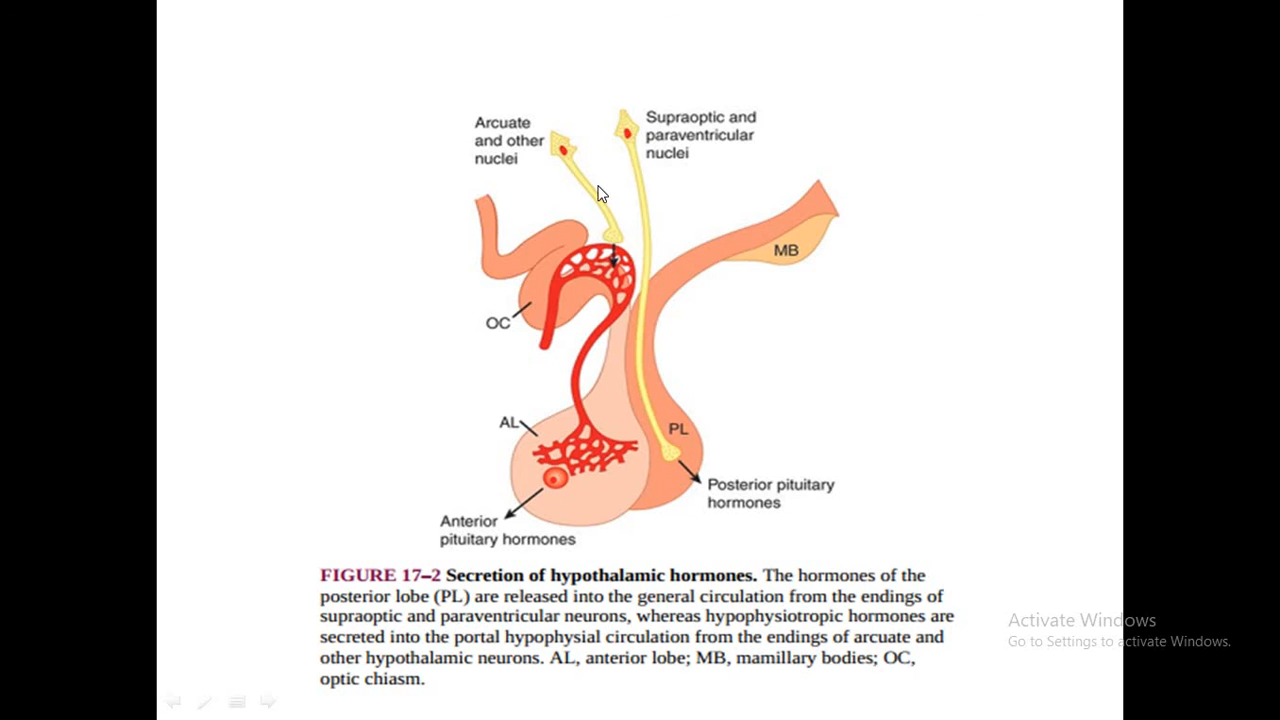 Arcuate
and other
nuclei
Supraoptic and
paraventricular
nuclei
MB
OC
AL
PL
Posterior pituitary
hormones
Anterior
pituitary hormones
FIGURE 17–2 Secretion of hypothalamic hormones. The hormones of the
posterior lobe (PL) are released into the general circulation from the endings of
supraoptic and paraventricular neurons, whereas hypophysiotropic hormones are
secreted into the portal hypophysial circulation from the endings of arcuate and
other hypothalamic neurons. AL, anterior lobe; MB, mamillary bodies; OC,
optic chiasm.
Activate Windows
Go to Settings to activate Windows.